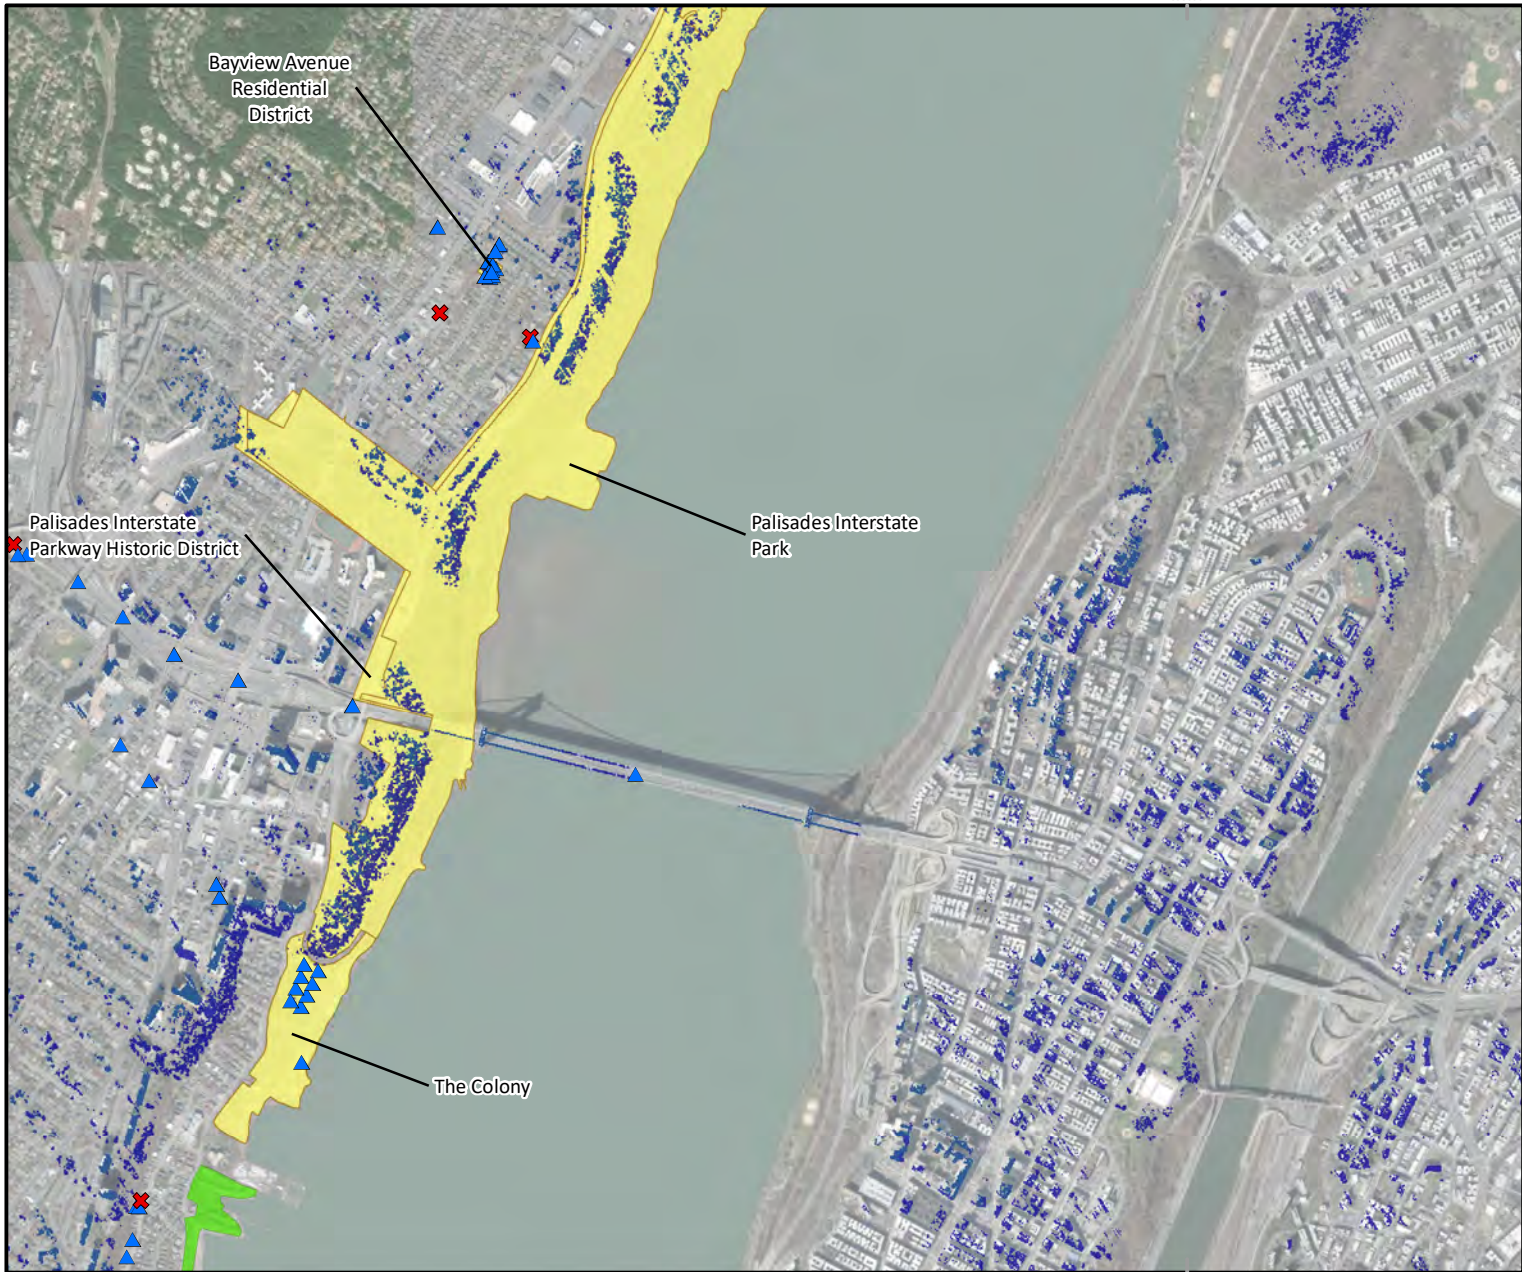 Bayview Avenue
Residential
District
Palisades Interstate
Parkway Historic District
Palisades Interstate
Park
The Colony